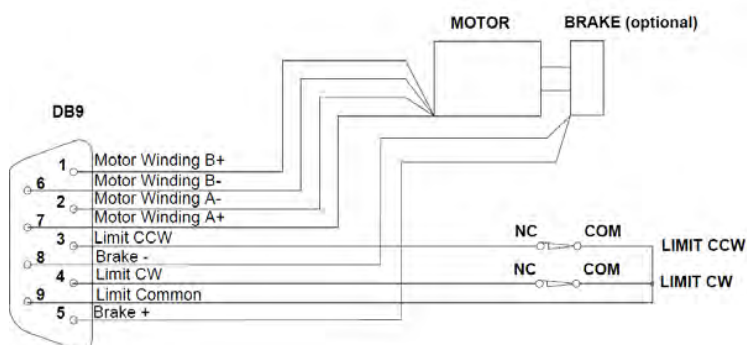 MOTOR BRAKE (optional)
DB9
1 Motor Winding B+
6 Motor Winding B-
2 Motor Winding A-
7 Motor Winding A+
3 Limit CCW NC COM LIMIT CCW
8 Brake -
4 Limit CW NC COM LIMIT CW
9 Limit Common
5 Brake +